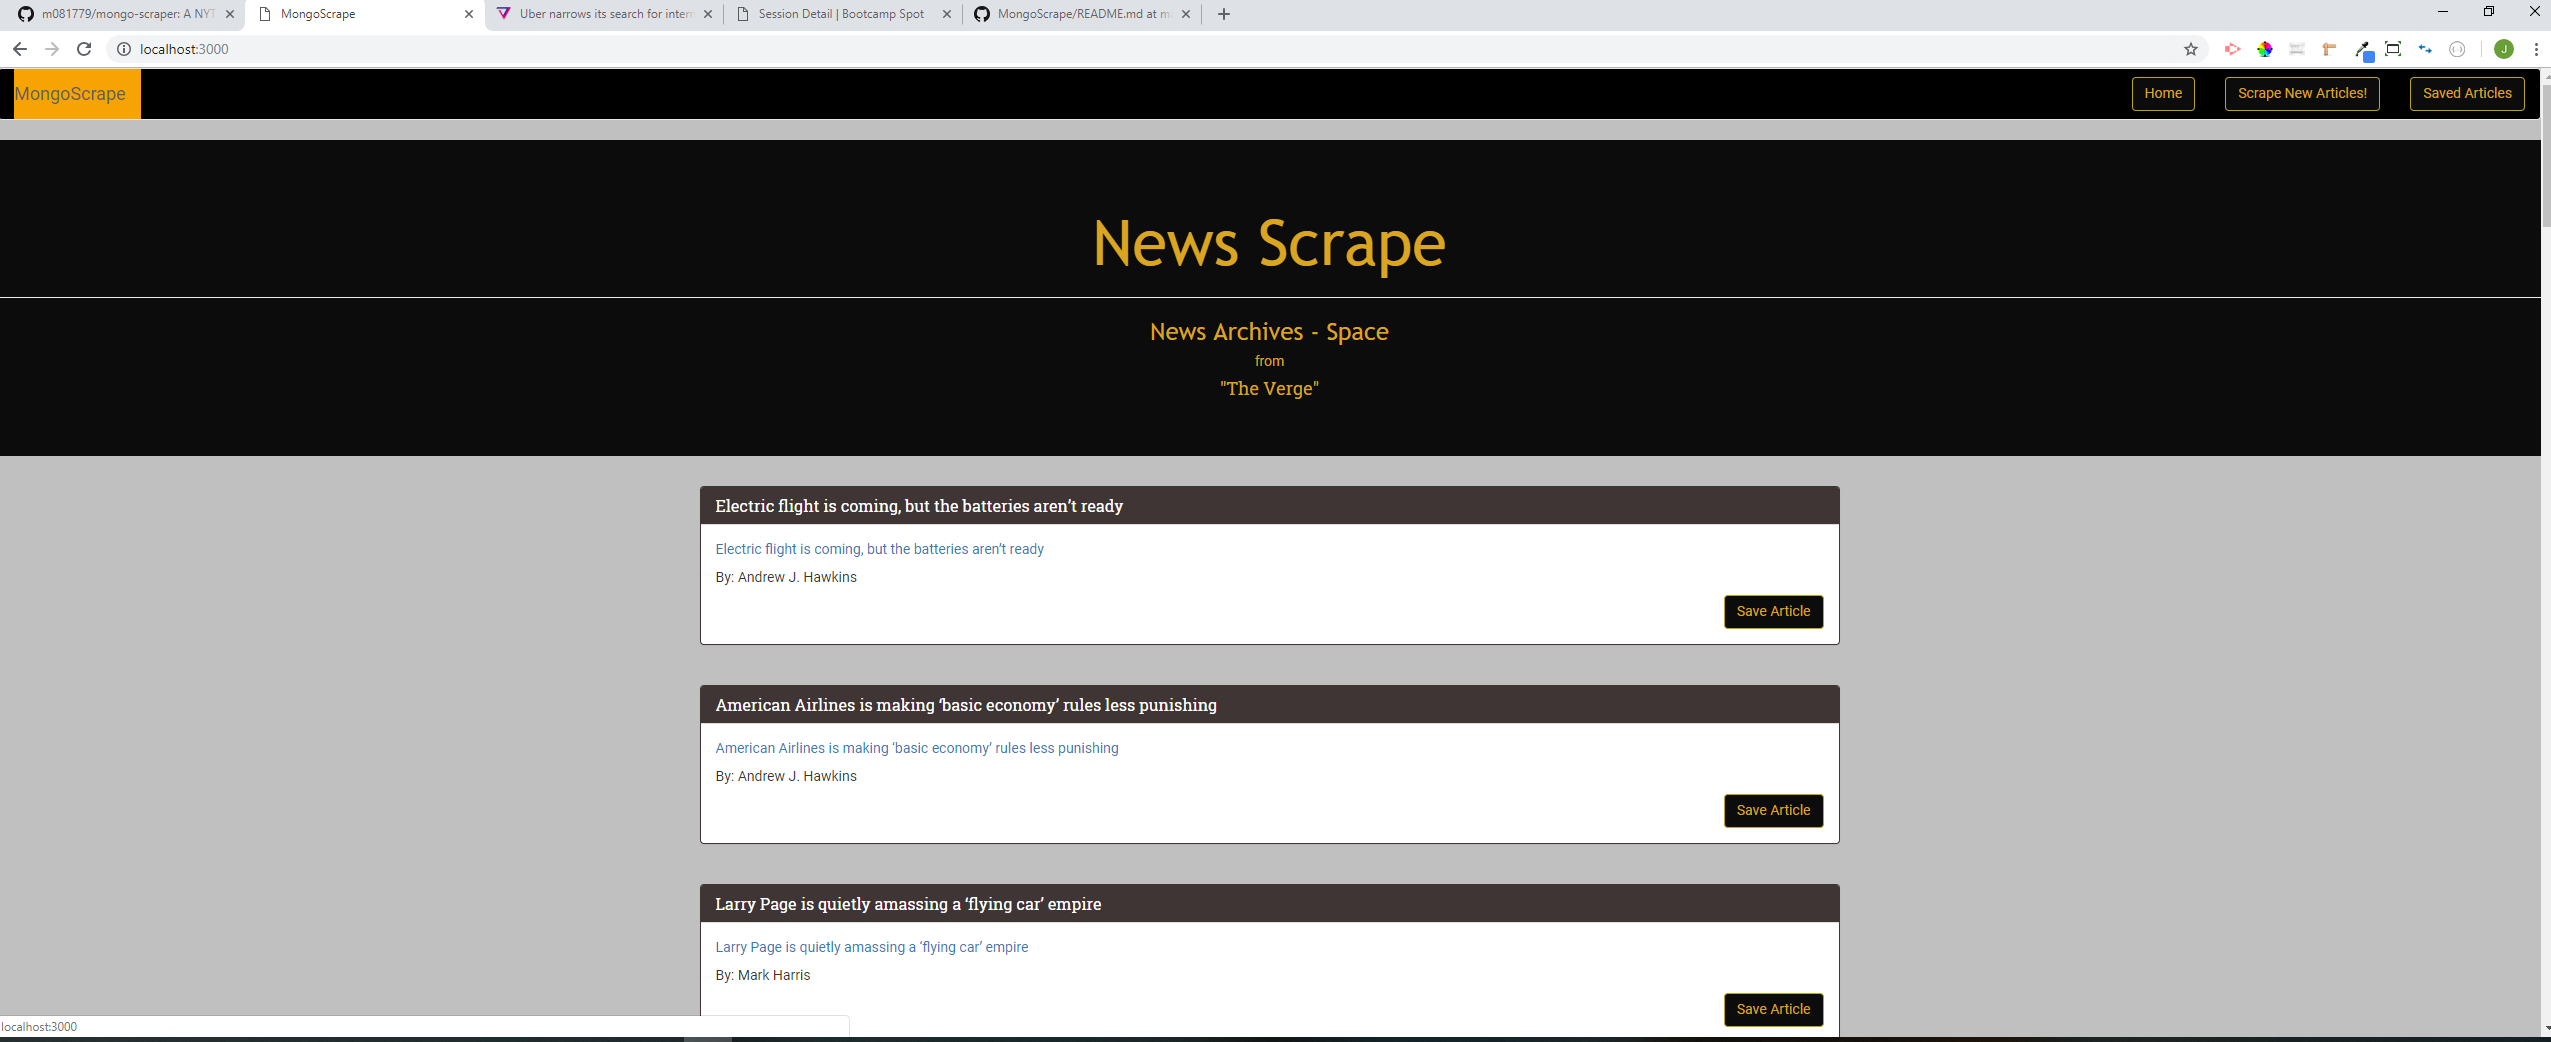 m081779/mongo-scraper: A NYT
MongoScrape
Uber narrows its search for inter
Session Detail | Bootcamp Spot
MongoScrape/README.md at m
localhost:3000
J
MongoScrape
Home
Scrape New Articles!
Saved Articles
News Scrape
News Archives - Space
from
"The Verge"
Electric flight is coming, but the batteries aren’t ready
Electric flight is coming, but the batteries aren’t ready
By: Andrew J. Hawkins
Save Article
American Airlines is making ‘basic economy’ rules less punishing
American Airlines is making ‘basic economy’ rules less punishing
By: Andrew J. Hawkins
Save Article
Larry Page is quietly amassing a ‘flying car’ empire
Larry Page is quietly amassing a ‘flying car’ empire
By: Mark Harris
Save Article
localhost:3000